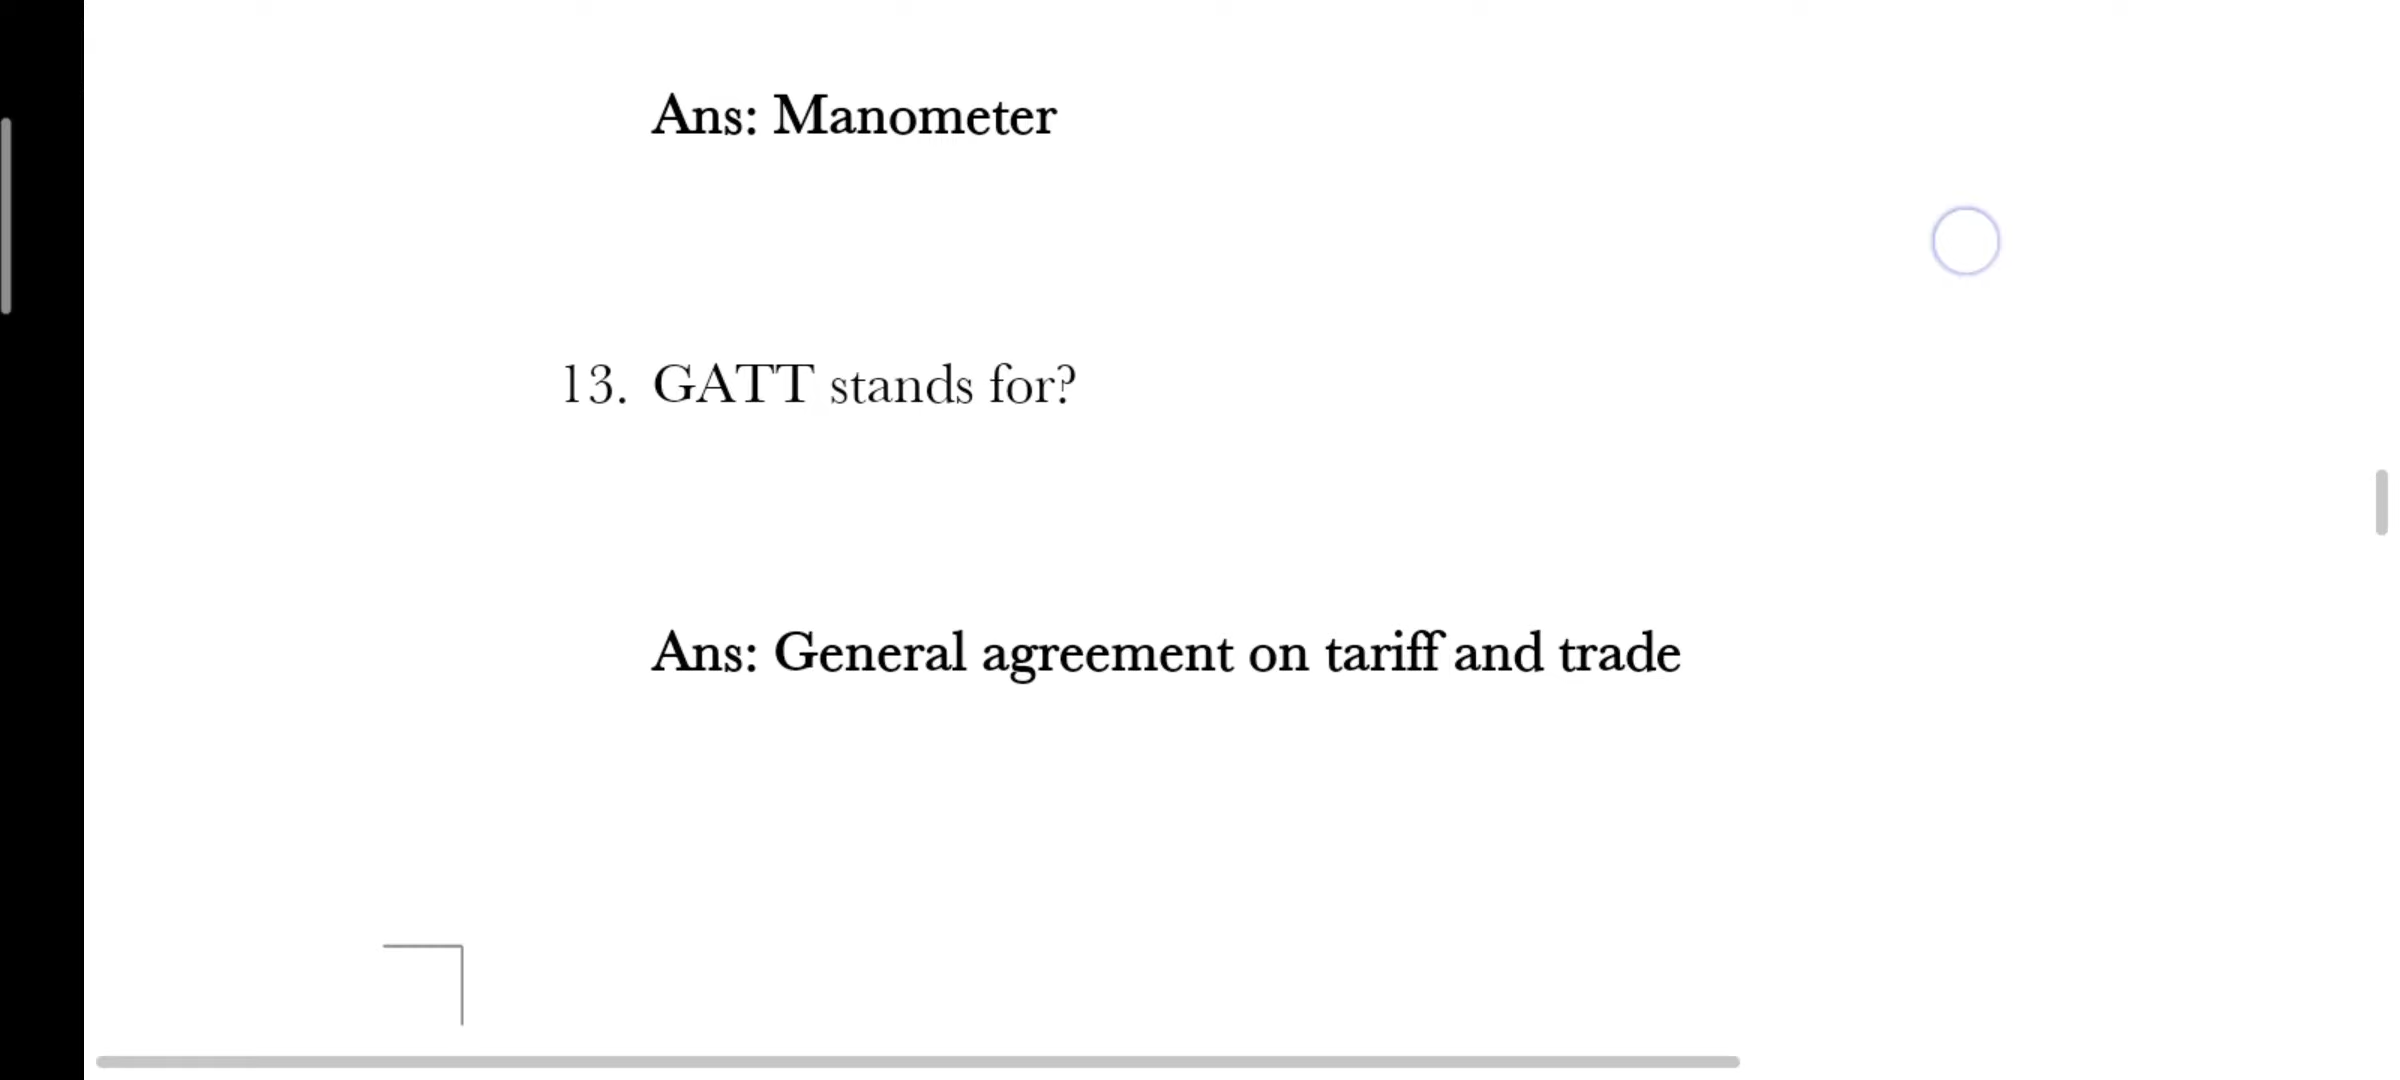 Ans: Manometer
13. GATT stands for?
Ans: General agreement on tariff and trade